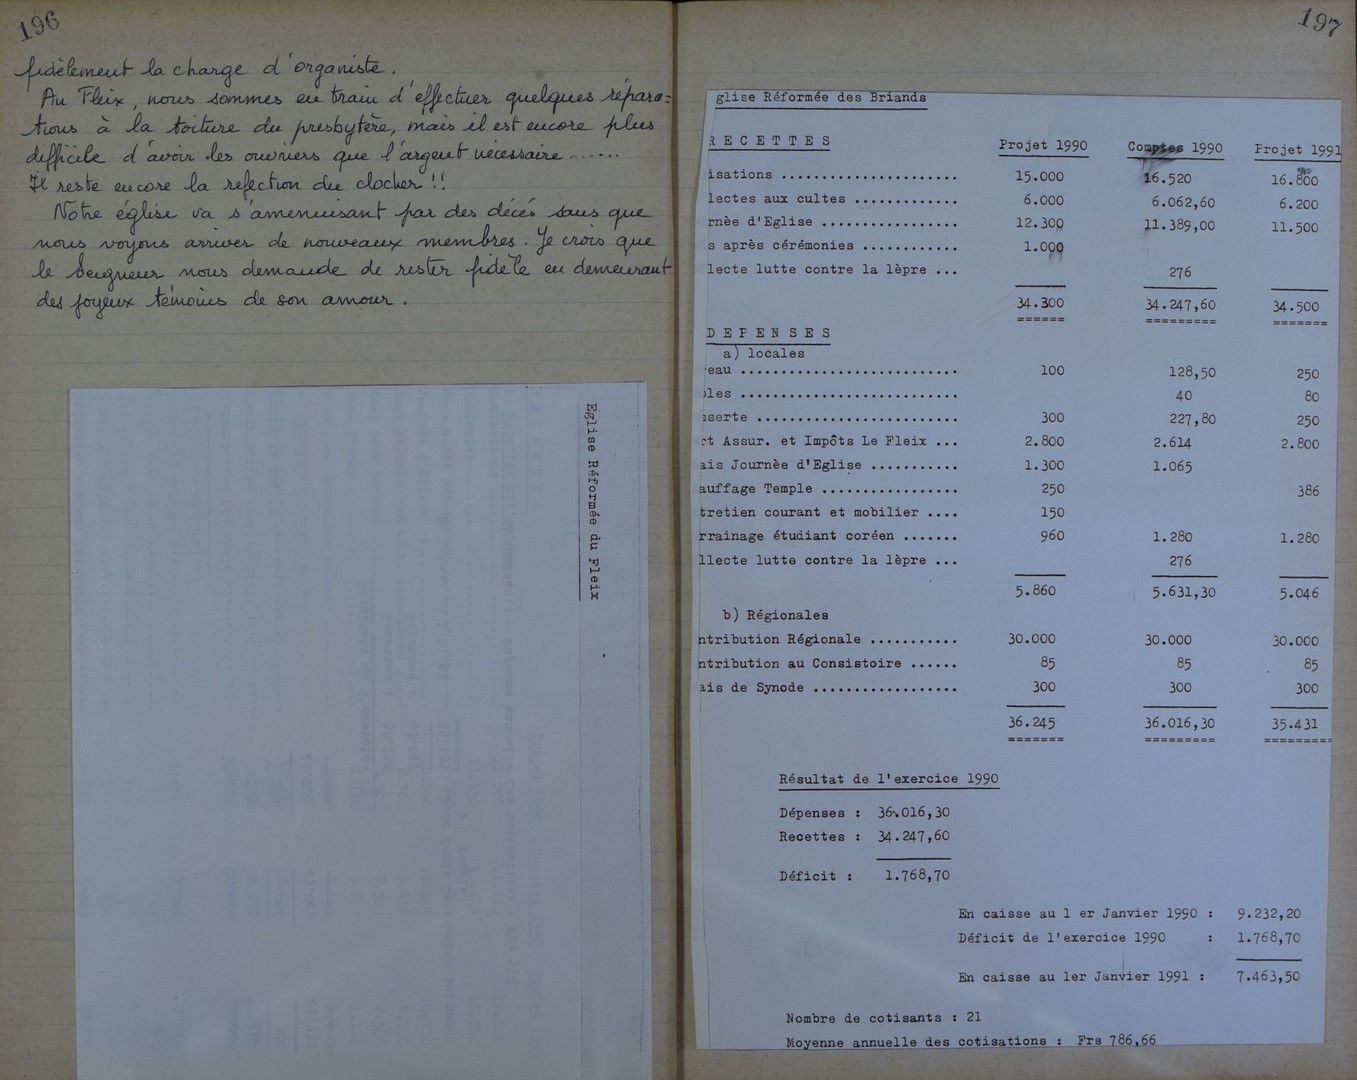 196
fidèlement la charge d'organiste.
Au Fleix, nous sommes en train d'effectuer quelques répara=
tions à la toiture du presbytère, mais il est encore plus
difficile d'avoir les ouvriers que l'argent nécessaire ......
Il reste encore la refection du clocher !!
Notre église va s'amenuisant par des décés sans que
nous voyons arriver de nouveaux membres. Je crois que
le Seigneur nous demande de rester fidèle en demeurant
des joyeux témoins de son amour.
Eglise Réformée du Fleix
197
glise Réformée des Briands
RECETTES Projet 1990 Comptes 1990 Projet 1991
isations ...................... 15.000 16.520 16.800
lectes aux cultes ............. 6.000 6.062,60 6.200
rnèe d'Eglise ................. 12.300 11.389,00 11.500
s après cérémonies ............ 1.000
lecte lutte contre la lèpre ... 276
34.300 34.247,60 34.500
====== ========= =======
DEPENSES
a) locales
eau ........................... 100 128,50 250
les ........................... 40 80
sserte ........................ 300 227,80 250
rt Assur. et Impôts Le Fleix ... 2.800 2.614 2.800
ais Journèe d'Eglise ........... 1.300 1.065
auffage Temple ................. 250 386
tretien courant et mobilier .... 150
rrainage étudiant coréen ....... 960 1.280 1.280
llecte lutte contre la lèpre ... 276
5.860 5.631,30 5.046
b) Régionales
ntribution Régionale ........... 30.000 30.000 30.000
ntribution au Consistoire ...... 85 85 85
ais de Synode .................. 300 300 300
36.245 36.016,30 35.431
======= ========= ========
Résultat de l'exercice 1990
Dépenses : 36.016,30
Recettes : 34.247,60
Déficit : 1.768,70
En caisse au 1 er Janvier 1990 : 9.232,20
Déficit de l'exercice 1990 : 1.768,70
En caisse au 1er Janvier 1991 : 7.463,50
Nombre de cotisants : 21
Moyenne annuelle des cotisations : Frs 786,66